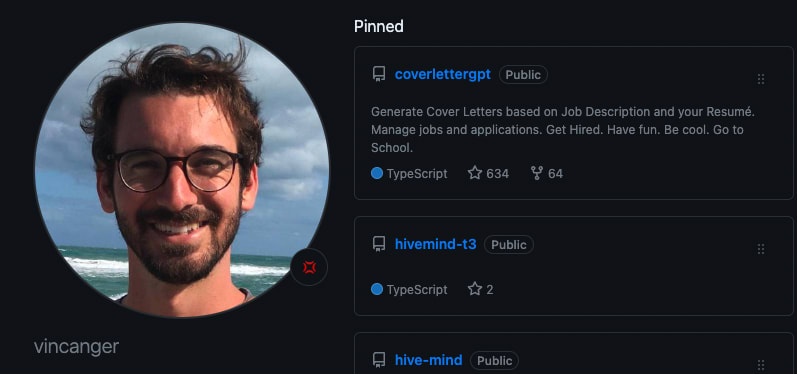 Pinned
coverlettergpt Public
Generate Cover Letters based on Job Description and your Resumé.
Manage jobs and applications. Get Hired. Have fun. Be cool. Go to
School.
TypeScript 634 64
hivemind-t3 Public
TypeScript 2
vincanger
hive-mind Public